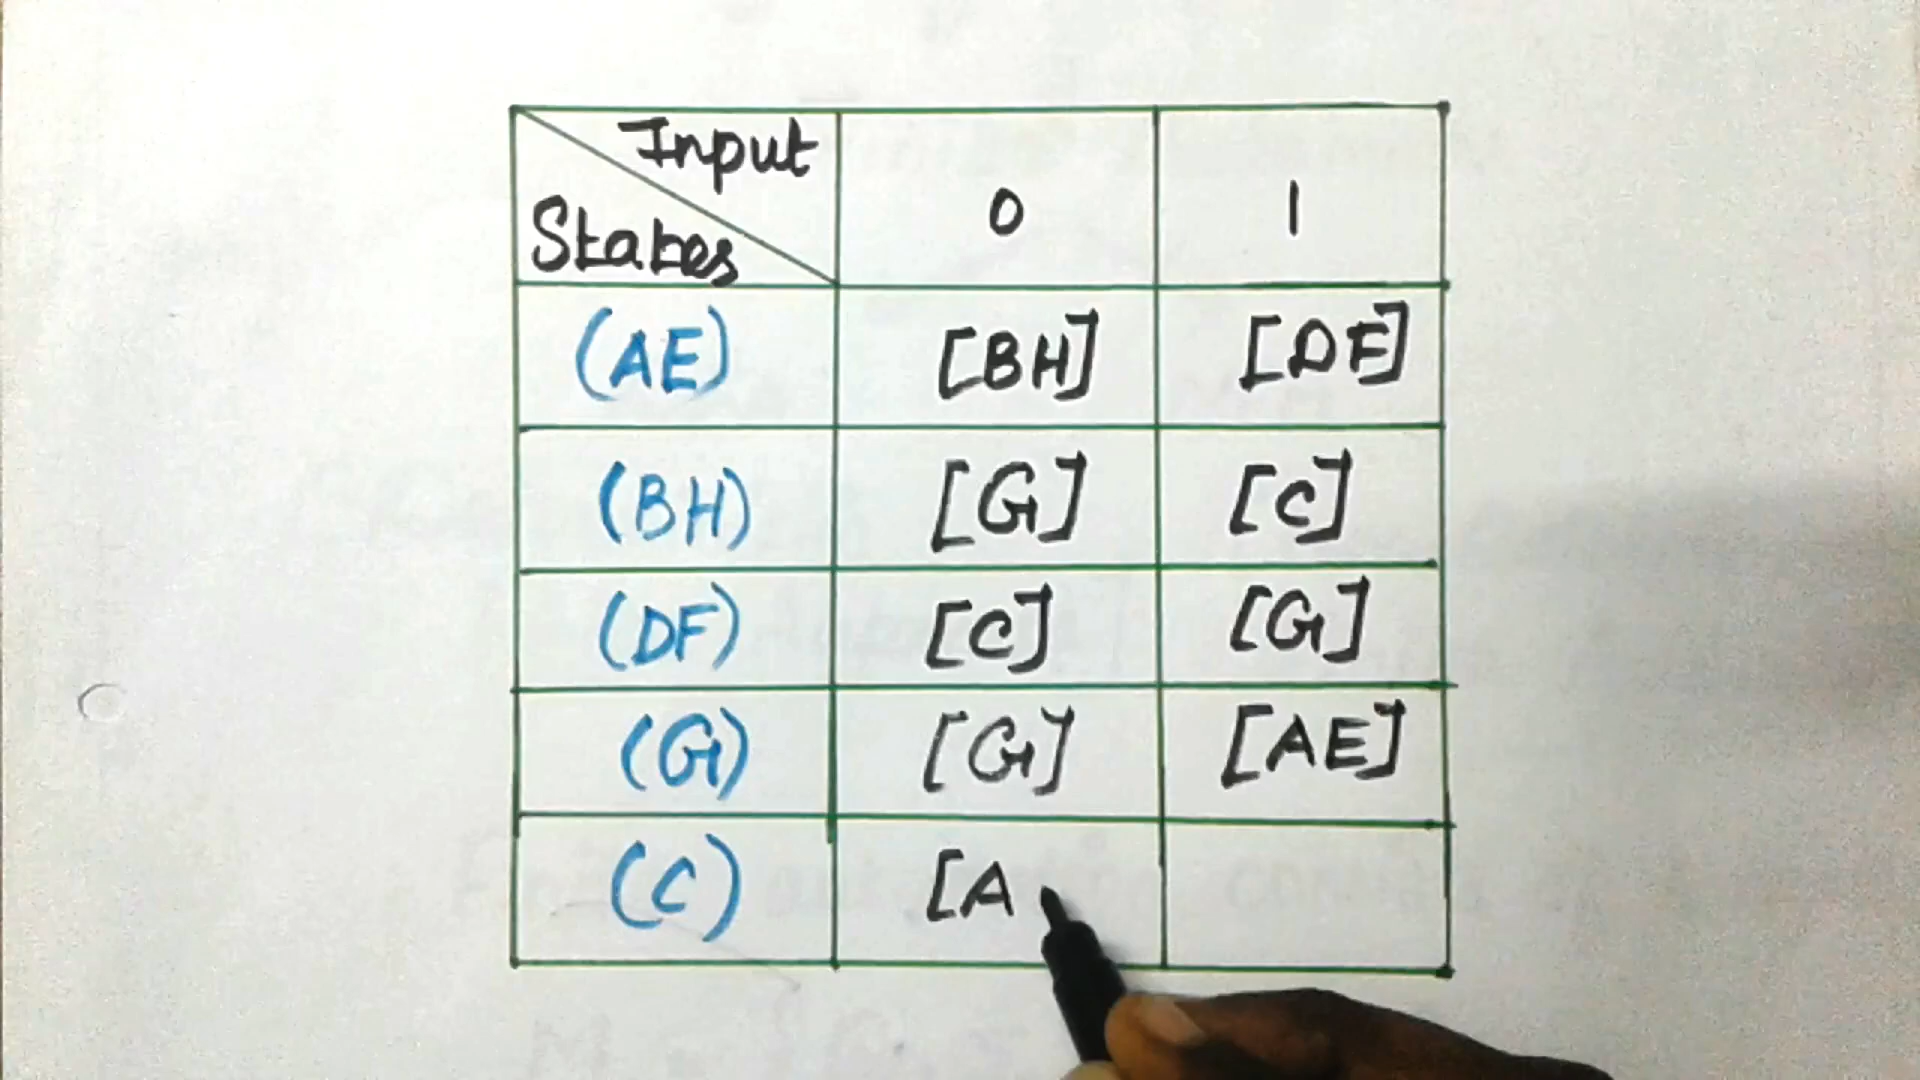 Input
States
0
1
(AE) [BH] [DF]
(BH) [G] [C]
(DF) [C] [G]
(G) [G] [AE]
(C) [A